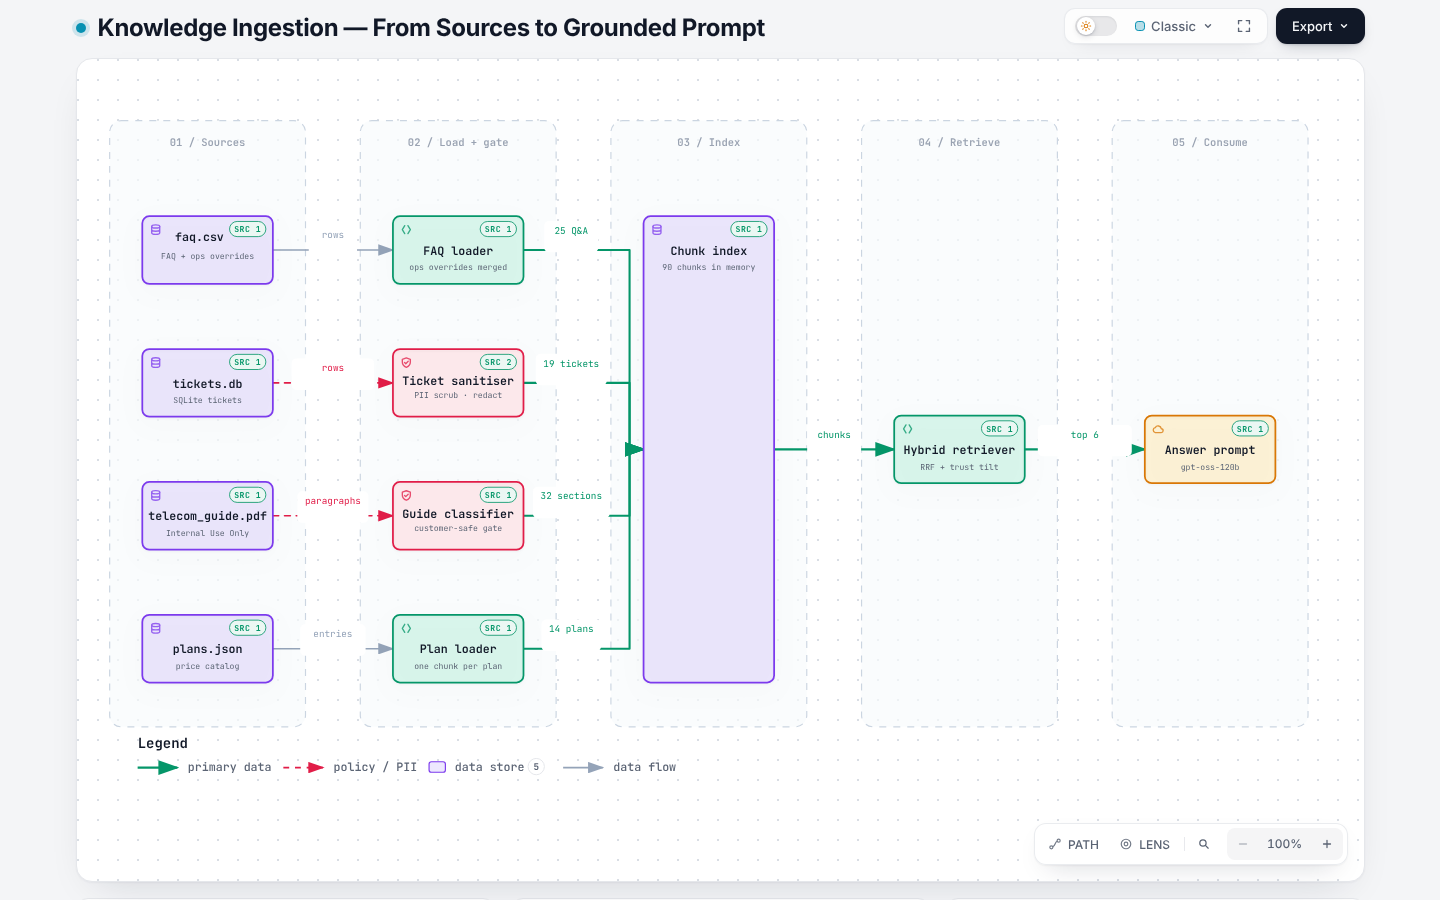 Knowledge Ingestion — From Sources to Grounded Prompt
Classic
Export
01 / Sources
02 / Load + gate
03 / Index
04 / Retrieve
05 / Consume
SRC 1
faq.csv
FAQ + ops overrides
rows
SRC 1
FAQ loader
ops overrides merged
25 Q&A
SRC 1
Chunk index
90 chunks in memory
SRC 1
tickets.db
SQLite tickets
rows
SRC 2
Ticket sanitiser
PII scrub · redact
19 tickets
chunks
SRC 1
Hybrid retriever
RRF + trust tilt
top 6
SRC 1
Answer prompt
gpt-oss-120b
SRC 1
telecom_guide.pdf
Internal Use Only
paragraphs
SRC 1
Guide classifier
customer-safe gate
32 sections
SRC 1
plans.json
price catalog
entries
SRC 1
Plan loader
one chunk per plan
14 plans
Legend
primary data
policy / PII
data store 5
data flow
PATH
LENS
100%